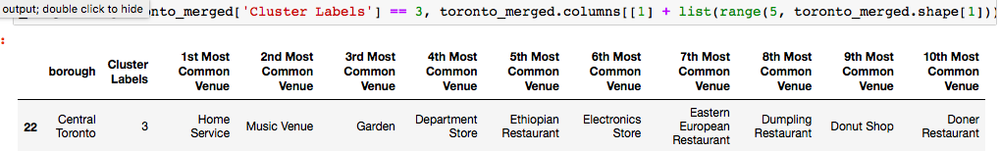 output; double click to hide
onto_merged['Cluster Labels'] == 3, toronto_merged.columns[[1] + list(range(5, toronto_merged.shape[1]))
:
borough Cluster Labels 1st Most Common Venue 2nd Most Common Venue 3rd Most Common Venue 4th Most Common Venue 5th Most Common Venue 6th Most Common Venue 7th Most Common Venue 8th Most Common Venue 9th Most Common Venue 10th Most Common Venue
22 Central Toronto 3 Home Service Music Venue Garden Department Store Ethiopian Restaurant Electronics Store Eastern European Restaurant Dumpling Restaurant Donut Shop Doner Restaurant